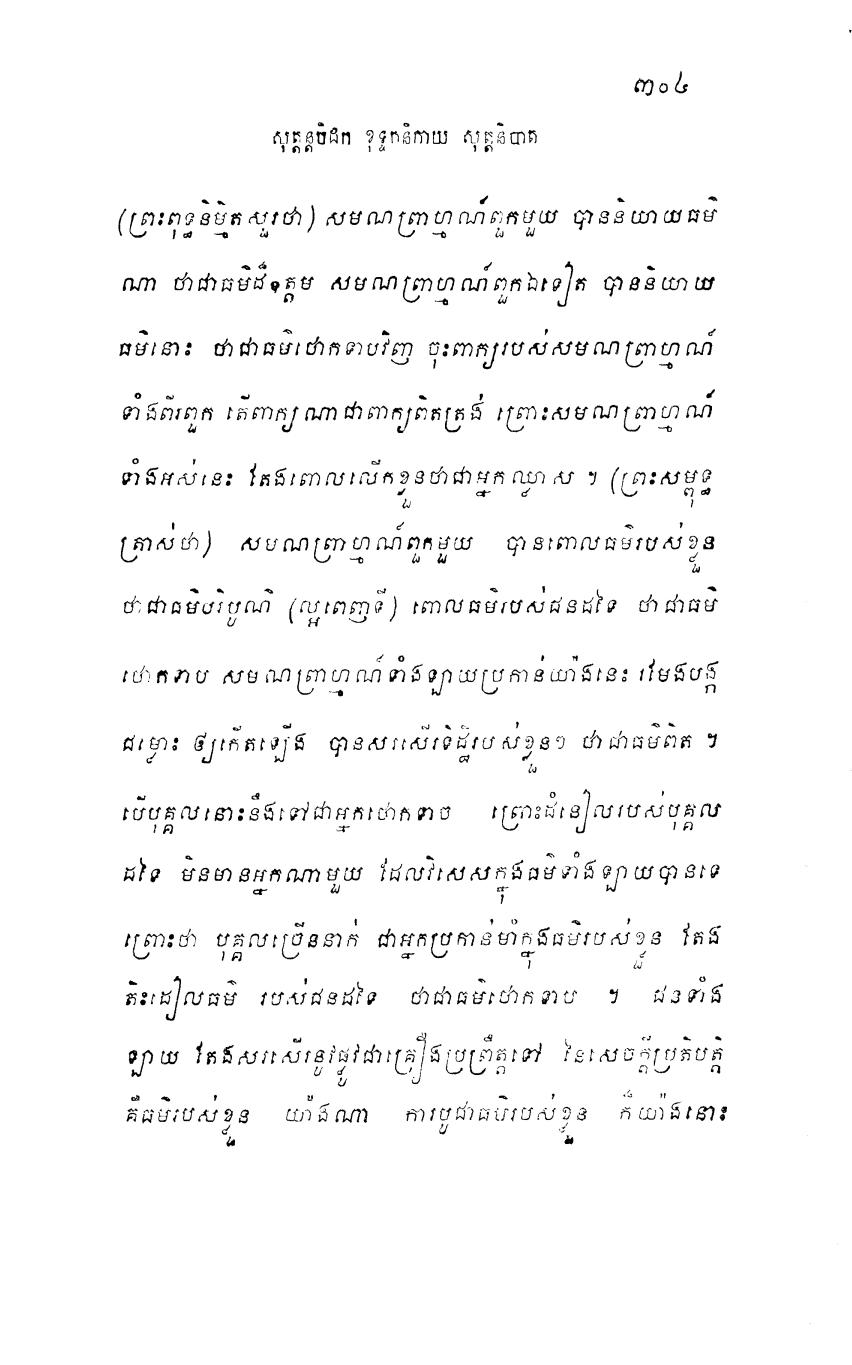 ៣០៤
សុត្តន្តបិដក ខុទ្ទកនិកាយ សុត្តនិបាត
(ព្រះពុទ្ធនិម្មិតសួរថា) សមណព្រាហ្មណ៍ពួកមួយ បាននិយាយធម៌
ណា ថាជាធម៌ដ៏ឧត្តម សមណព្រាហ្មណ៍ពួកឯទៀត បាននិយាយ
ធម៌នោះ ថាជាធម៌ថោកទាបវិញ ចុះពាក្យរបស់សមណព្រាហ្មណ៍
ទាំងពីរពួក តើពាក្យណាជាពាក្យពិតត្រង់ ព្រោះសមណព្រាហ្មណ៍
ទាំងអស់នេះ តែងពោលលើកខ្លួនថាជាអ្នកឈ្លាស ។ (ព្រះសម្ពុទ្ធ
ត្រាស់ថា) សមណព្រាហ្មណ៍ពួកមួយ បានពោលធម៌របស់ខ្លួន
ថាជាធម៌បរិបូណ៌ (ល្អពេញទី) ពោលធម៌របស់ជនដទៃ ថាជាធម៌
ថោកទាប សមណព្រាហ្មណ៍ទាំងឡាយប្រកាន់យ៉ាងនេះ រមែងបង្ក
ជម្លោះ ឲ្យកើតឡើង បានសរសើរទិដ្ឋិរបស់ខ្លួនៗ ថាជាធម៌ពិត ។
បើបុគ្គលនោះនឹងទៅជាអ្នកថោកទាប ព្រោះដំនៀលរបស់បុគ្គល
ដទៃ មិនមានអ្នកណាមួយ ដែលវិសេសក្នុងធម៌ទាំងឡាយបានទេ
ព្រោះថា បុគ្គលច្រើននាក់ ជាអ្នកប្រកាន់មាំក្នុងធម៌របស់ខ្លួន តែង
តិះដៀលធម៌ របស់ជនដទៃ ថាជាធម៌ថោកទាប ។ ជនទាំង
ឡាយ តែងសរសើរនូវផ្លូវជាគ្រឿងប្រព្រឹត្តទៅ នៃសេចក្តីប្រតិបត្តិ
គឺធម៌របស់ខ្លួន យ៉ាងណា ការបូជាធម៌របស់ខ្លួន ក៏យ៉ាងនោះ